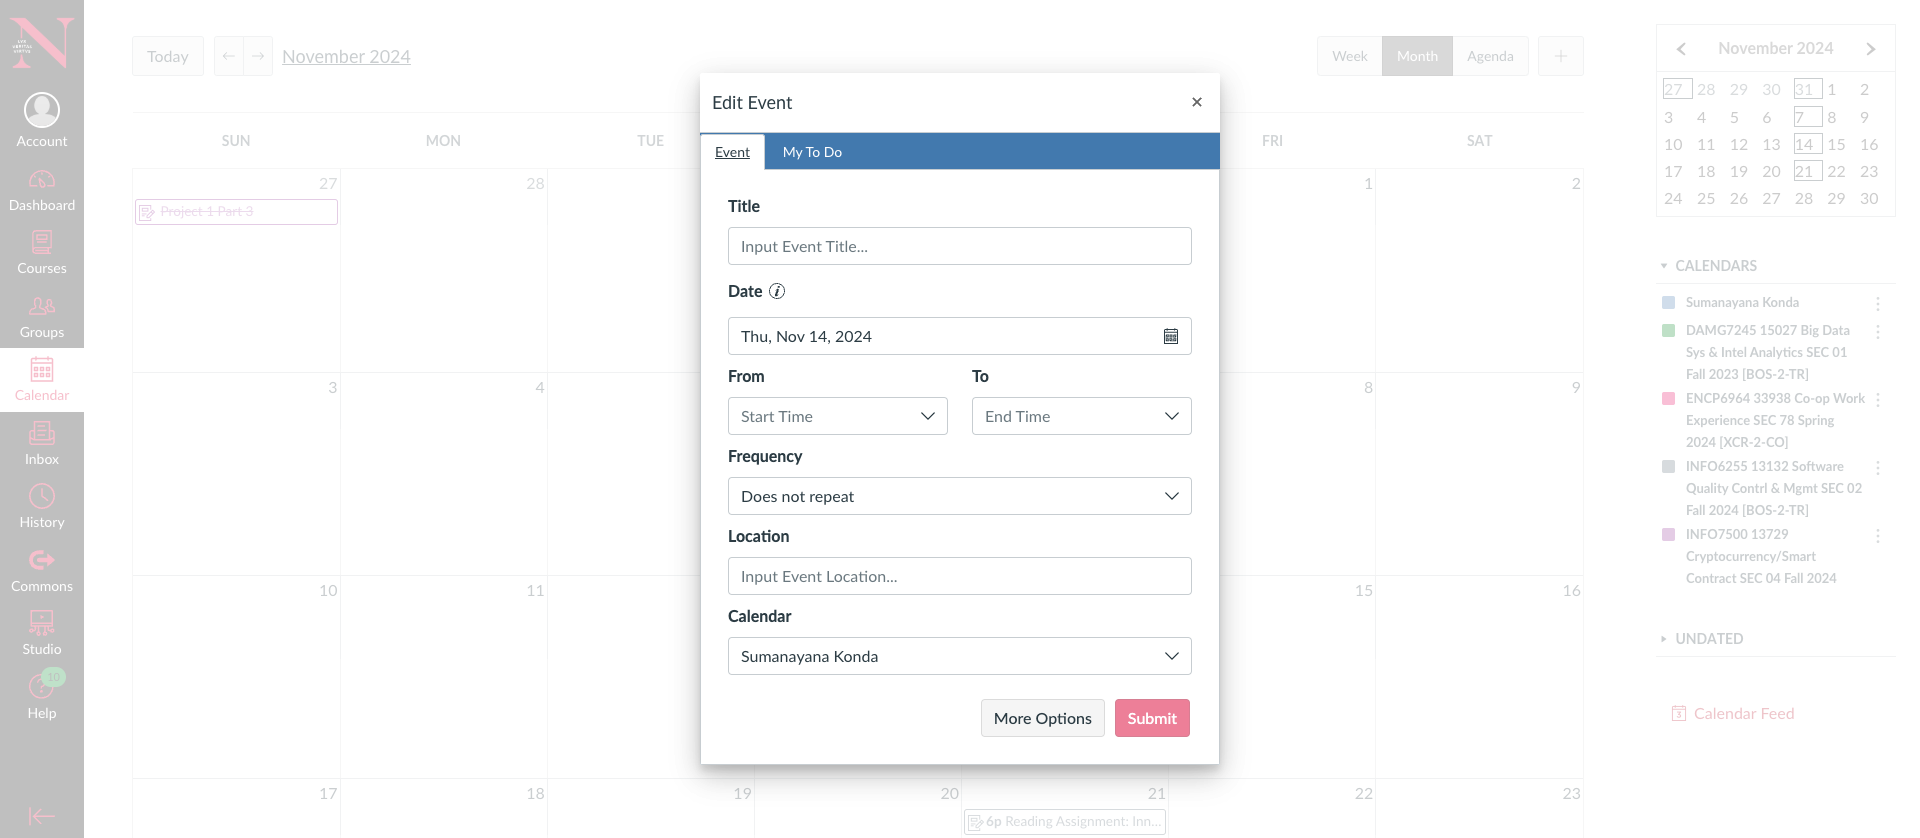 LVX
VERITAS
VIRTVS
Account
Dashboard
Courses
Groups
Calendar
Inbox
History
Commons
Studio
10
Help
Today
November 2024
Week
Month
Agenda
SUN
MON
TUE
FRI
SAT
27
28
1
2
Project 1 Part 3
3
4
8
9
10
11
15
16
17
18
19
20
21
22
23
6p Reading Assignment: Inn...
Edit Event
Event
My To Do
Title
Input Event Title...
Date
Thu, Nov 14, 2024
From
To
Start Time
End Time
Frequency
Does not repeat
Location
Input Event Location...
Calendar
Sumanayana Konda
More Options
Submit
November 2024
27 28 29 30 31 1 2
3 4 5 6 7 8 9
10 11 12 13 14 15 16
17 18 19 20 21 22 23
24 25 26 27 28 29 30
CALENDARS
Sumanayana Konda
DAMG7245 15027 Big Data
Sys & Intel Analytics SEC 01
Fall 2023 [BOS-2-TR]
ENCP6964 33938 Co-op Work
Experience SEC 78 Spring
2024 [XCR-2-CO]
INFO6255 13132 Software
Quality Contrl & Mgmt SEC 02
Fall 2024 [BOS-2-TR]
INFO7500 13729
Cryptocurrency/Smart
Contract SEC 04 Fall 2024
UNDATED
Calendar Feed